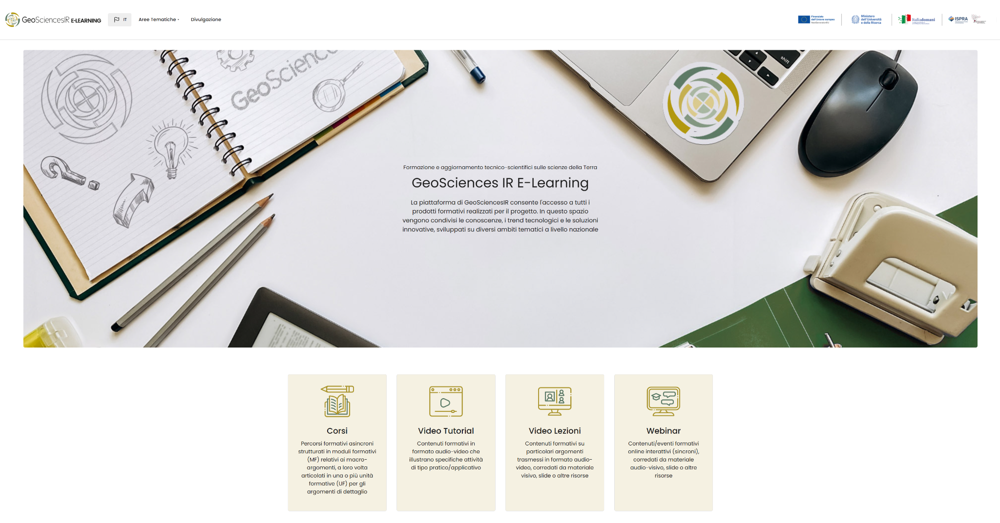 GeoSciencesIR E-LEARNING
IT
Aree Tematiche
Divulgazione
Finanziato
dall'Unione europea
NextGenerationEU
Ministero
dell'Università
e della Ricerca
Italiadomani
ISPRA
GeoScienc
shift
Formazione e aggiornamento tecnico-scientifici sulle scienze della Terra
GeoSciences IR E-Learning
La piattaforma di GeoSciencesIR consente l'accesso a tutti i
prodotti formativi realizzati per il progetto. In questo spazio
vengono condivisi le conoscenze, i trend tecnologici e le soluzioni
innovative, sviluppati su diversi ambiti tematici a livello nazionale
Corsi
Percorsi formativi asincroni
strutturati in moduli formativi
(MF) relativi ai macro-
argomenti, a loro volta
articolati in una o più unità
formative (UF) per gli
argomenti di dettaglio
Video Tutorial
Contenuti formativi in
formato audio-video che
illustrano specifiche attività
di tipo pratico/applicativo
Video Lezioni
Contenuti formativi su
particolari argomenti
trasmessi in formato audio-
video, corredati da materiale
visivo, slide o altre risorse
Webinar
Contenuti/eventi formativi
online interattivi (sincroni),
corredati da materiale
audio-visivo, slide o altre
risorse